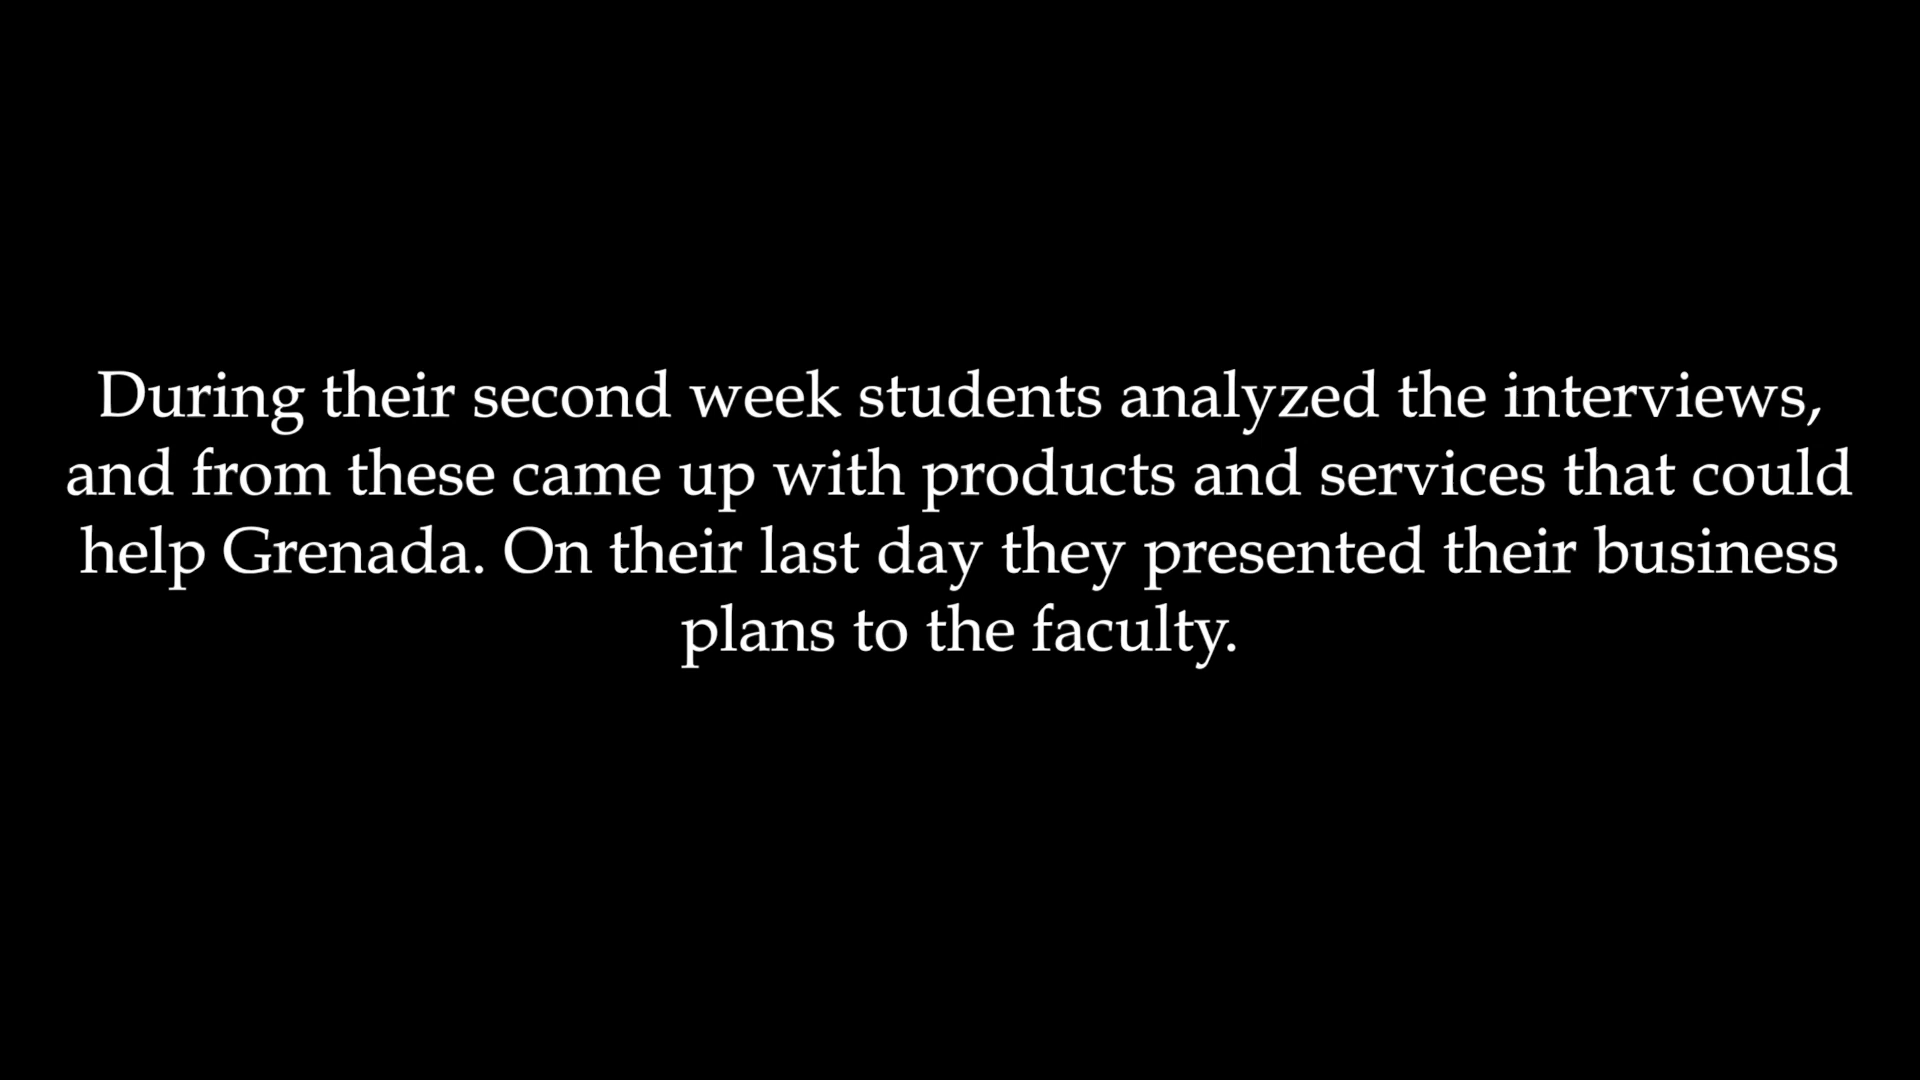 During their second week students analyzed the interviews,
and from these came up with products and services that could
help Grenada. On their last day they presented their business
plans to the faculty.